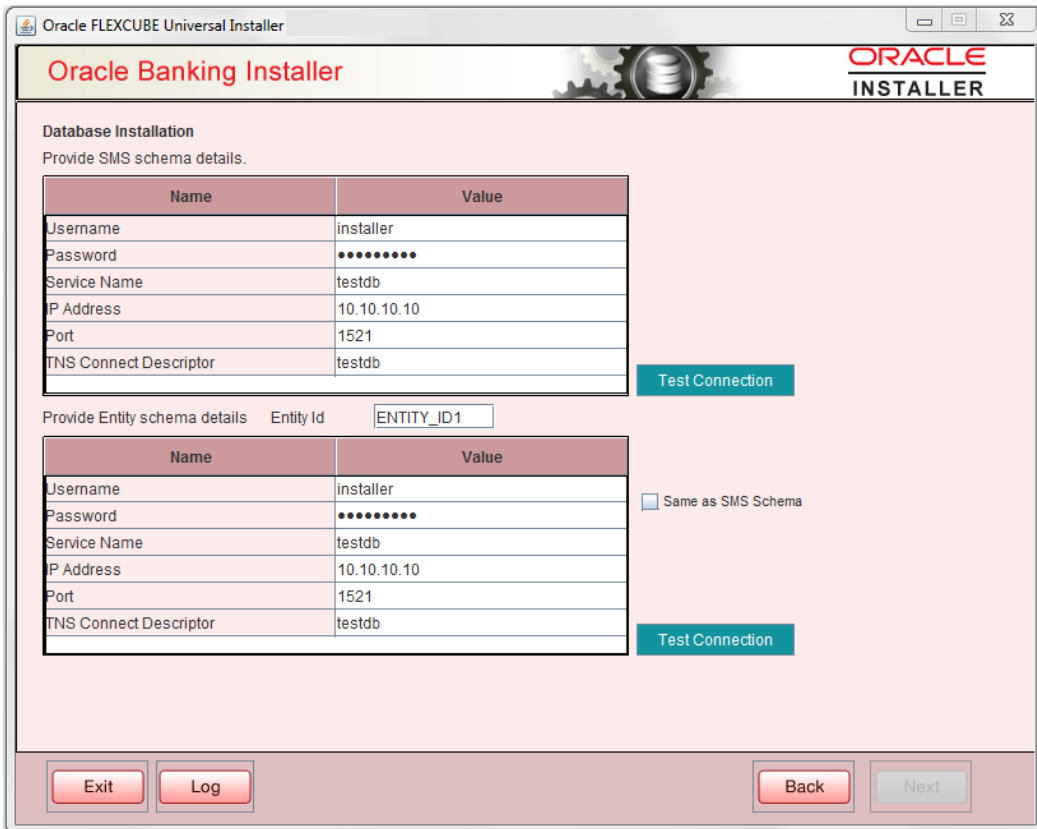 Oracle FLEXCUBE Universal Installer
Oracle Banking Installer
ORACLE
INSTALLER
Database Installation
Provide SMS schema details.
Name Value
Username installer
Password •••••••••
Service Name testdb
IP Address 10.10.10.10
Port 1521
TNS Connect Descriptor testdb
Test Connection
Provide Entity schema details Entity Id ENTITY_ID1
Name Value
Username installer
Same as SMS Schema
Password •••••••••
Service Name testdb
IP Address 10.10.10.10
Port 1521
TNS Connect Descriptor testdb
Test Connection
Exit Log Back Next